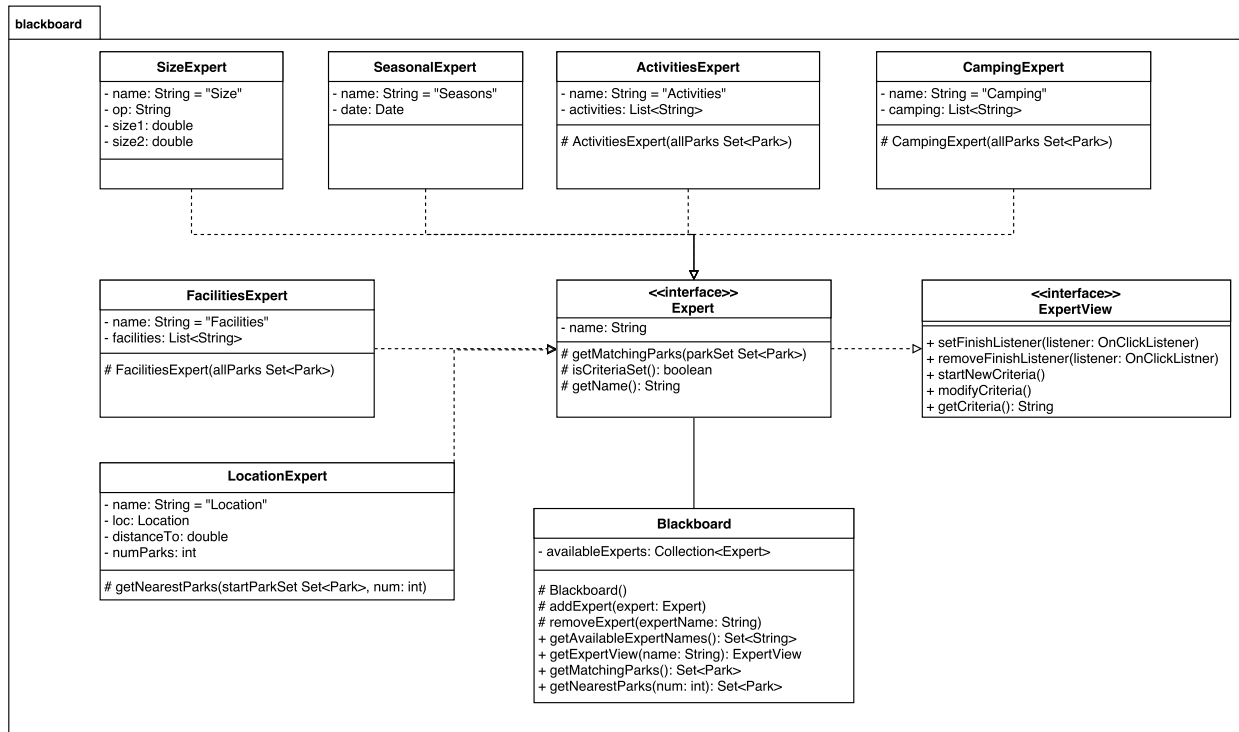 blackboard
SizeExpert
- name: String = "Size"
- op: String
- size1: double
- size2: double
SeasonalExpert
- name: String = "Seasons"
- date: Date
ActivitiesExpert
- name: String = "Activities"
- activities: List<String>
# ActivitiesExpert(allParks Set<Park>)
CampingExpert
- name: String = "Camping"
- camping: List<String>
# CampingExpert(allParks Set<Park>)
FacilitiesExpert
- name: String = "Facilities"
- facilities: List<String>
# FacilitiesExpert(allParks Set<Park>)
<<interface>>
Expert
- name: String
# getMatchingParks(parkSet Set<Park>)
# isCriteriaSet(): boolean
# getName(): String
<<interface>>
ExpertView
+ setFinishListener(listener: OnClickListener)
+ removeFinishListener(listener: OnClickListner)
+ startNewCriteria()
+ modifyCriteria()
+ getCriteria(): String
LocationExpert
- name: String = "Location"
- loc: Location
- distanceTo: double
- numParks: int
# getNearestParks(startParkSet Set<Park>, num: int)
Blackboard
- availableExperts: Collection<Expert>
# Blackboard()
# addExpert(expert: Expert)
# removeExpert(expertName: String)
+ getAvailableExpertNames(): Set<String>
+ getExpertView(name: String): ExpertView
+ getMatchingParks(): Set<Park>
+ getNearestParks(num: int): Set<Park>